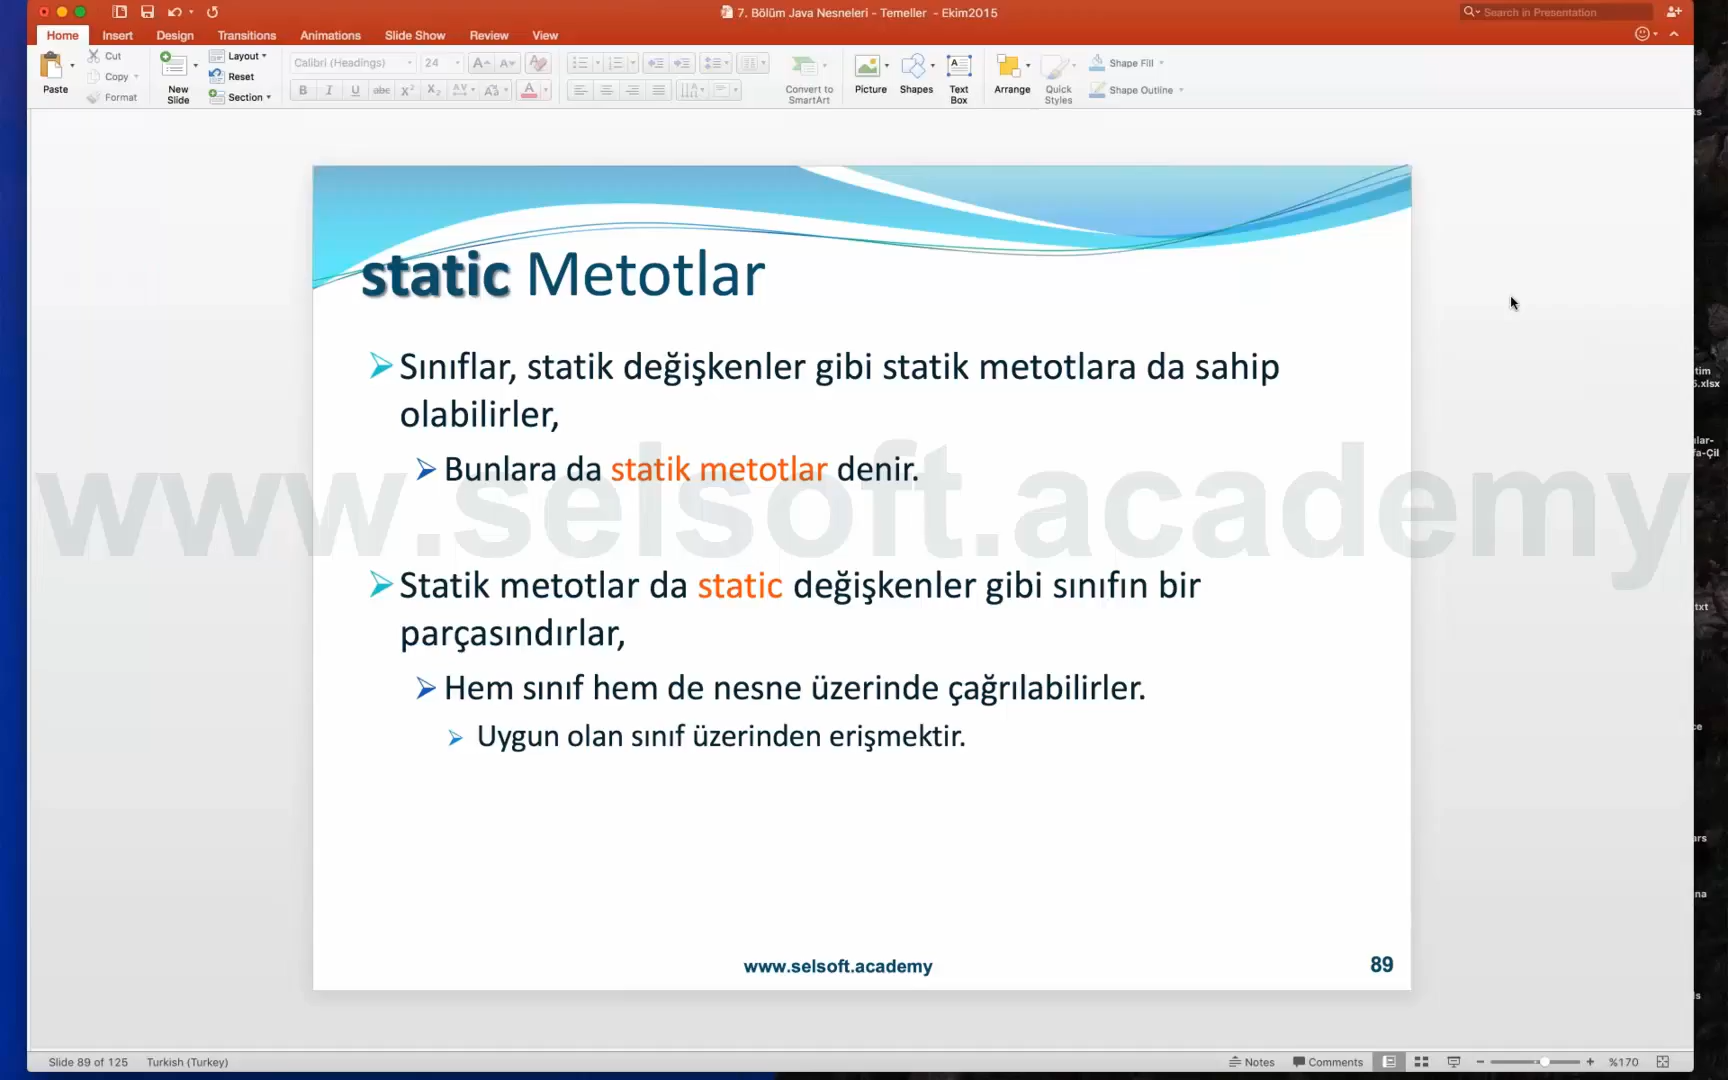 7. Bölüm Java Nesneleri - Temeller - Ekim2015
Search in Presentation
Home Insert Design Transitions Animations Slide Show Review View
Paste
Cut
Copy
Format
New Slide
Layout
Reset
Section
Calibri (Headings) 24
Convert to SmartArt
Picture
Shapes
Text Box
Arrange
Quick Styles
Shape Fill
Shape Outline
static Metotlar
Sınıflar, statik değişkenler gibi statik metotlara da sahip
olabilirler,
Bunlara da statik metotlar denir.
www.selsoft.academy
Statik metotlar da static değişkenler gibi sınıfın bir
parçasındırlar,
Hem sınıf hem de nesne üzerinde çağrılabilirler.
Uygun olan sınıf üzerinden erişmektir.
www.selsoft.academy
89
Slide 89 of 125 Turkish (Turkey)
Notes Comments %170